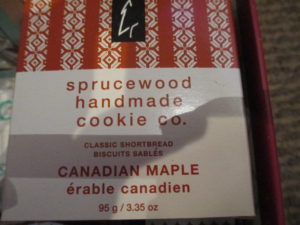 sprucewood
handmade
cookie co.
CLASSIC SHORTBREAD
BISCUITS SABLÉS
CANADIAN MAPLE
érable canadien
95 g / 3.35 oz